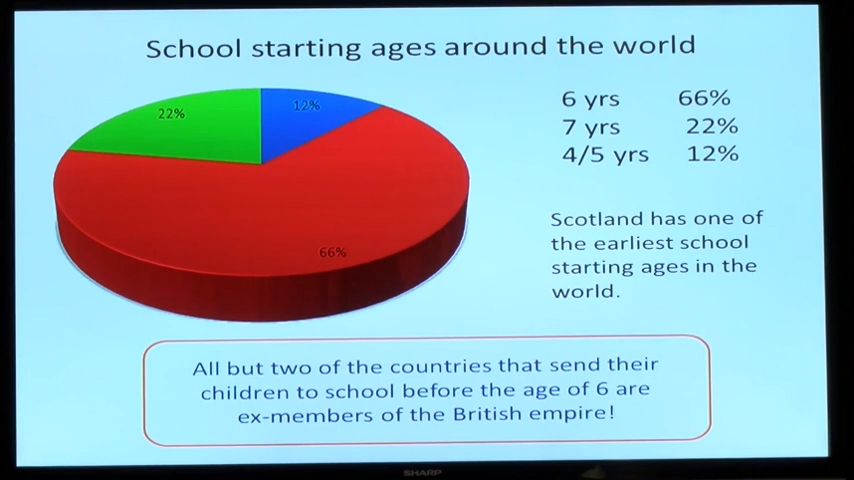 School starting ages around the world
22%
12%
66%
6 yrs 66%
7 yrs 22%
4/5 yrs 12%
Scotland has one of
the earliest school
starting ages in the
world.
All but two of the countries that send their
children to school before the age of 6 are
ex-members of the British empire!
SHARP